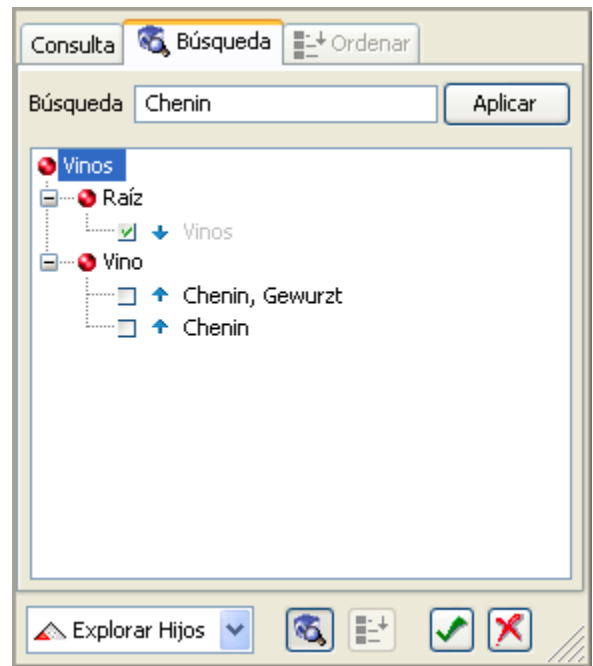 Consulta Búsqueda Ordenar
Búsqueda Chenin Aplicar
Vinos
Raíz
Vinos
Vino
Chenin, Gewurzt
Chenin
Explorar Hijos